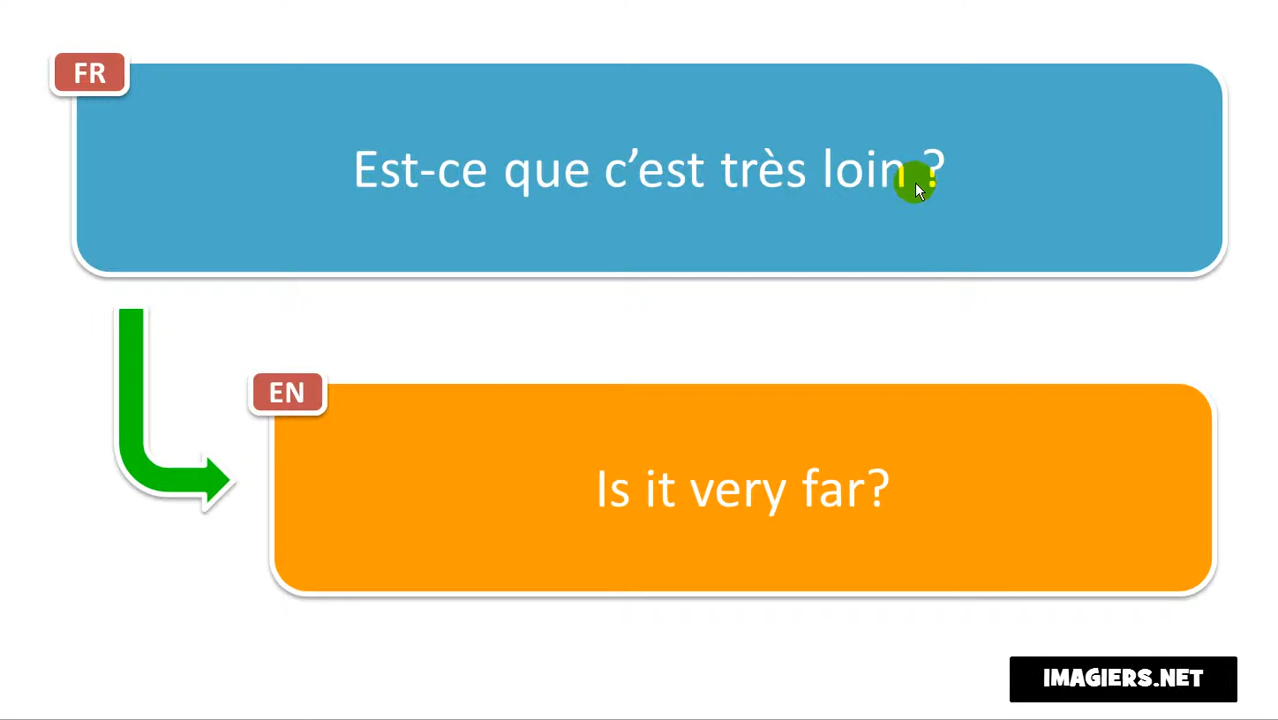 FR
Est-ce que c’est très loin ?
EN
Is it very far?
IMAGIERS.NET